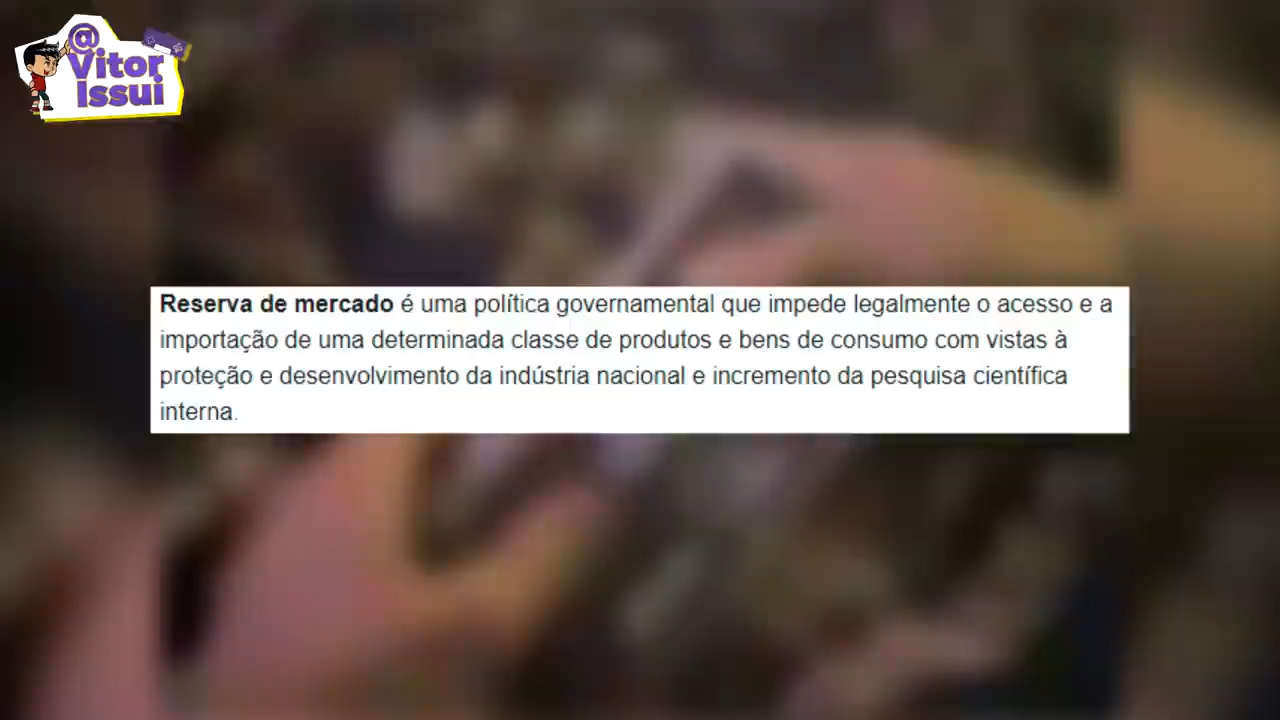 @
Vitor
Issui
Reserva de mercado é uma política governamental que impede legalmente o acesso e a
importação de uma determinada classe de produtos e bens de consumo com vistas à
proteção e desenvolvimento da indústria nacional e incremento da pesquisa científica
interna.